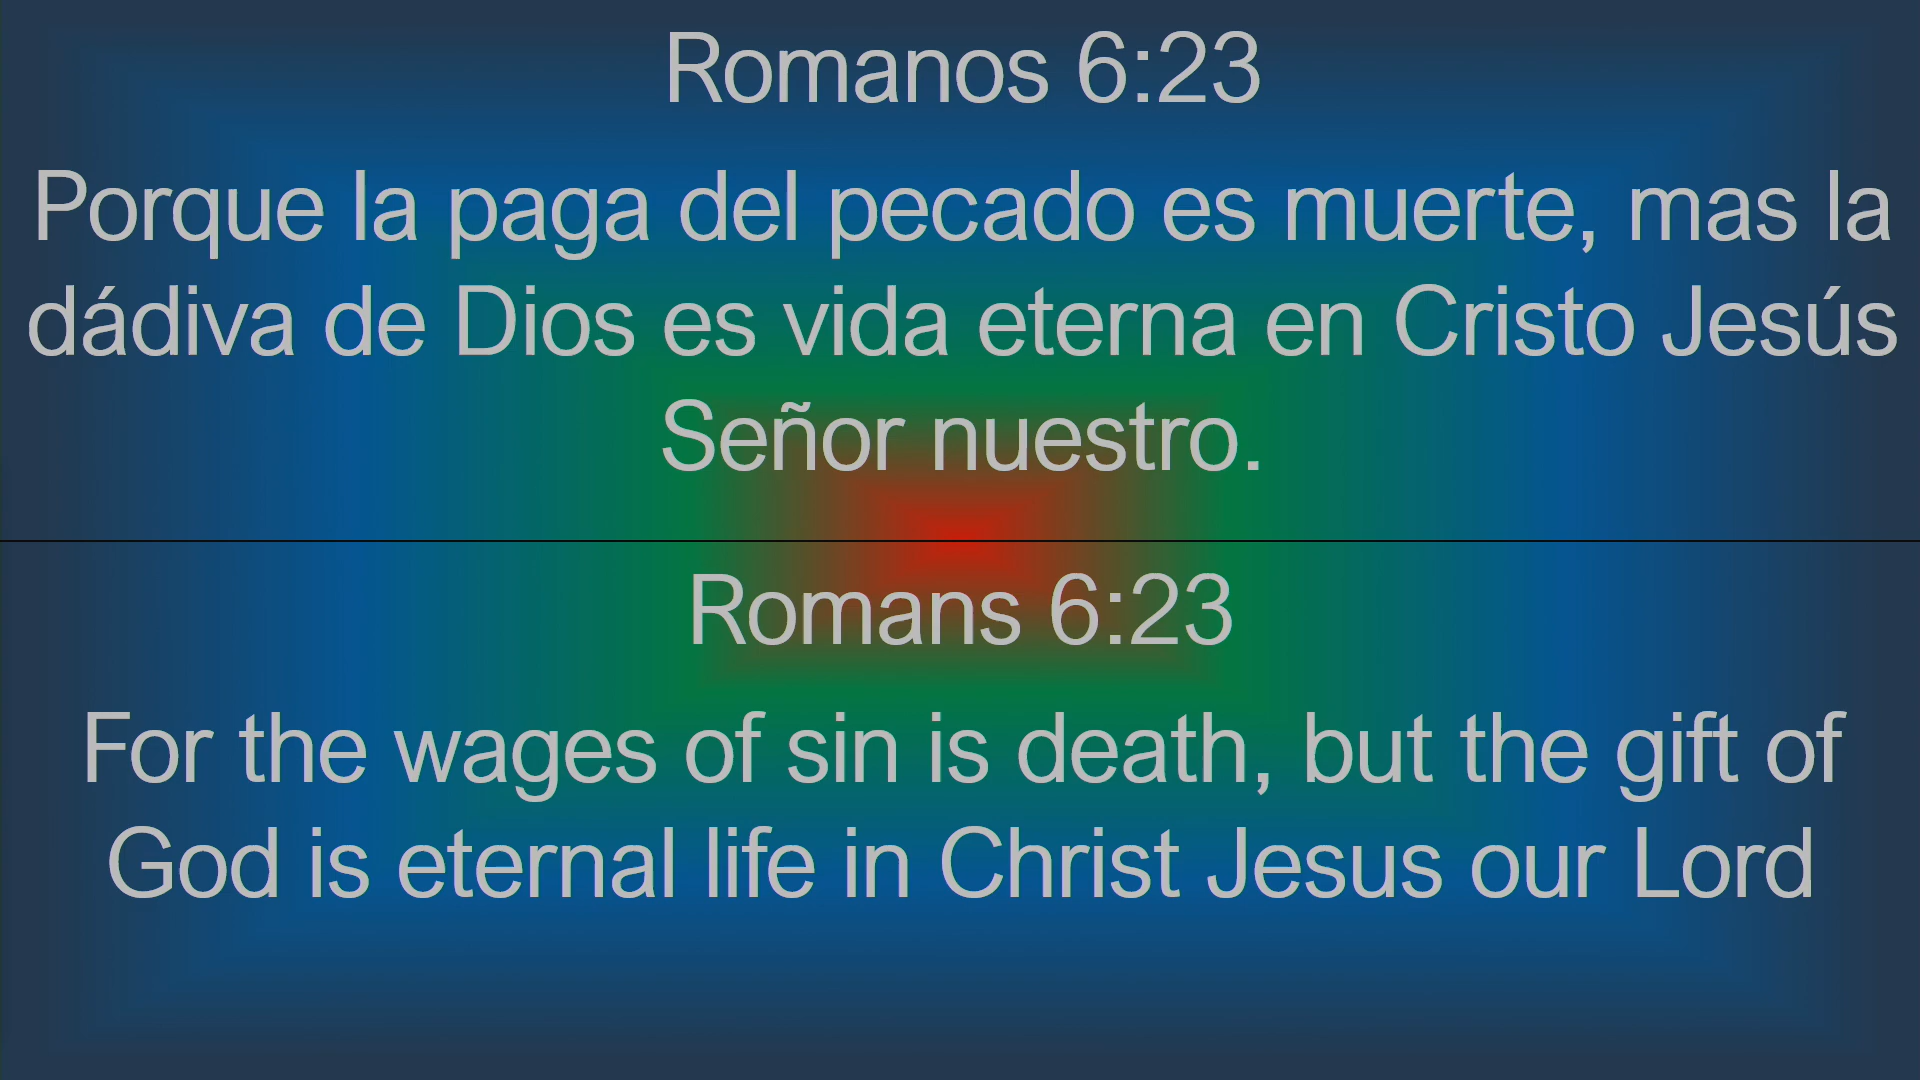 Romanos 6:23
Porque la paga del pecado es muerte, mas la
dádiva de Dios es vida eterna en Cristo Jesús
Señor nuestro.
Romans 6:23
For the wages of sin is death, but the gift of
God is eternal life in Christ Jesus our Lord